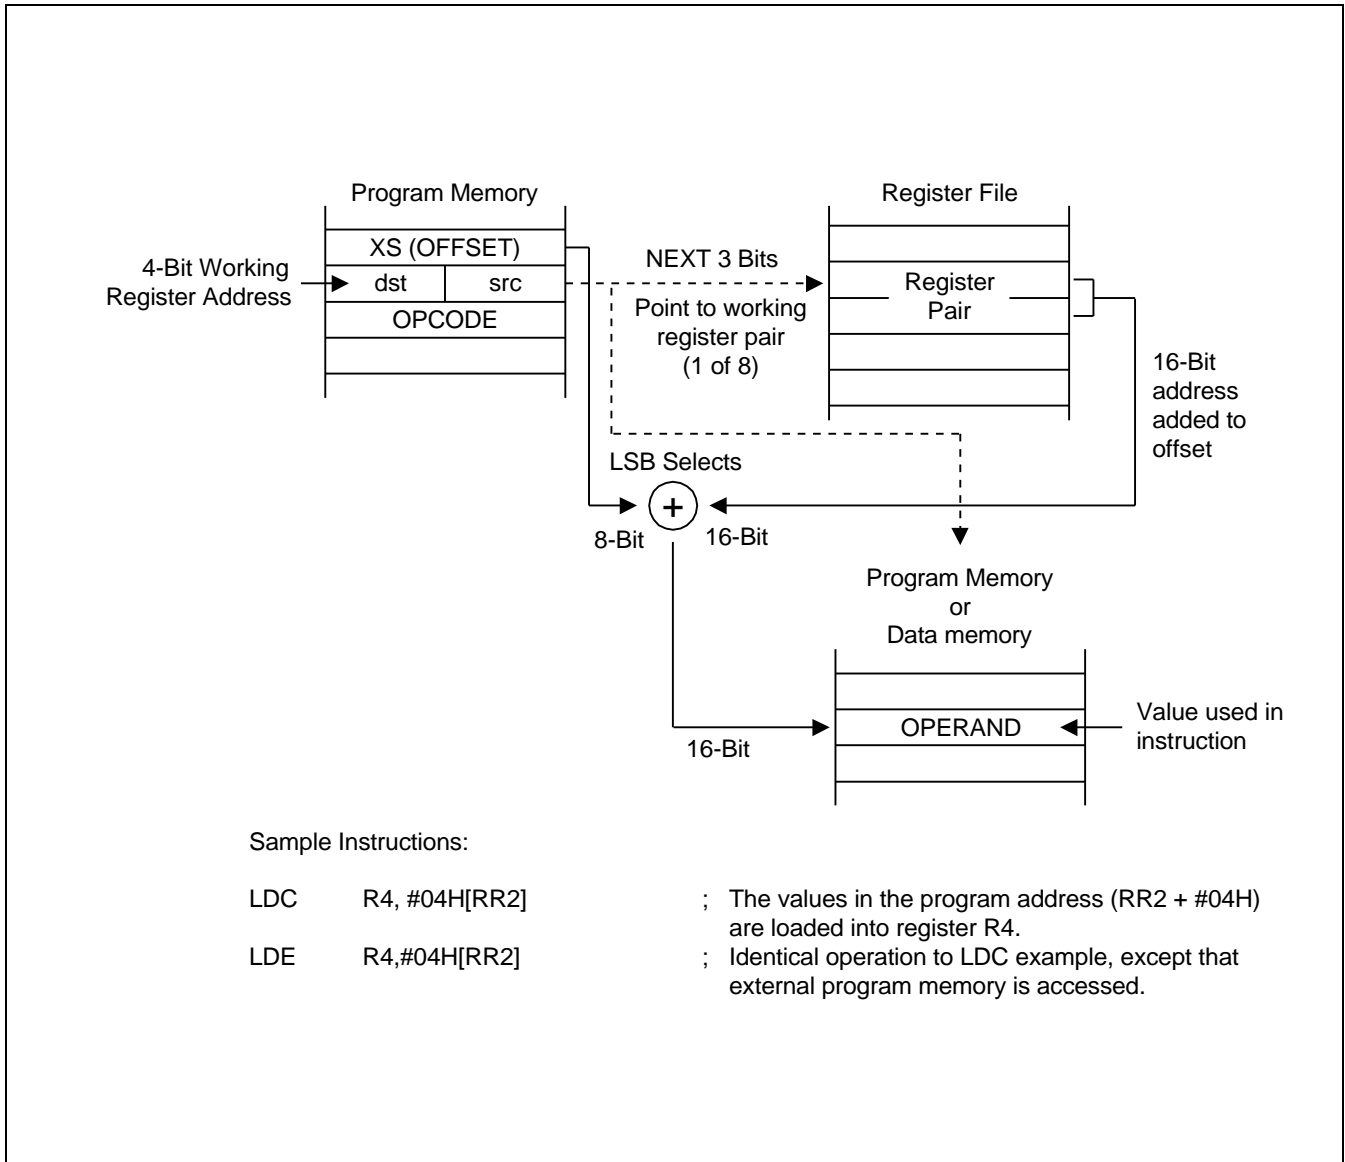 Program Memory
Register File
XS (OFFSET)
4-Bit Working
Register Address
dst
src
OPCODE
NEXT 3 Bits
Point to working
register pair
(1 of 8)
Register
Pair
16-Bit
address
added to
offset
LSB Selects
+
8-Bit
16-Bit
Program Memory
or
Data memory
OPERAND
Value used in
instruction
16-Bit
Sample Instructions:
LDC R4, #04H[RR2] ; The values in the program address (RR2 + #04H)
are loaded into register R4.
LDE R4,#04H[RR2] ; Identical operation to LDC example, except that
external program memory is accessed.